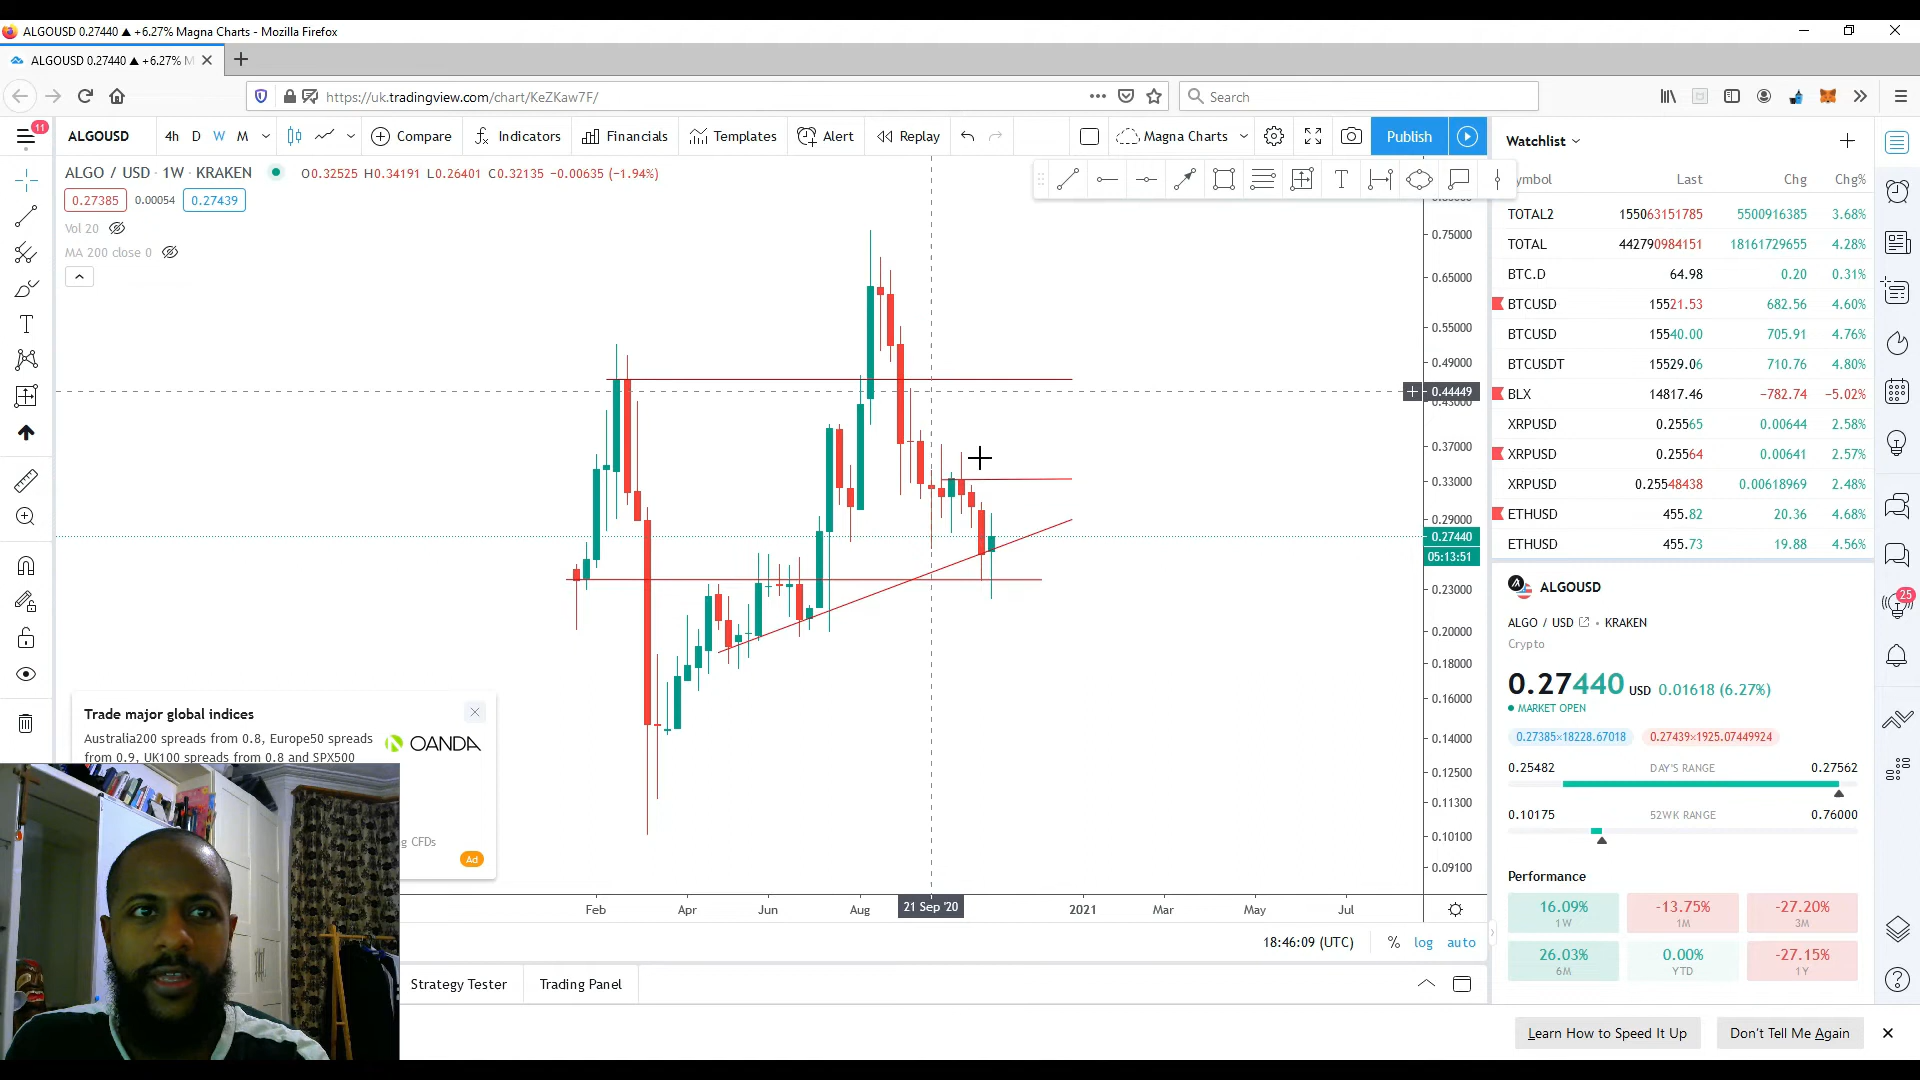 ALGOUSD 0.27440 ▲ +6.27% Magna Charts - Mozilla Firefox
ALGOUSD 0.27440 ▲ +6.27% M
https://uk.tradingview.com/chart/KeZKaw7F/
Search
11
ALGOUSD
4h D W M
Compare
Indicators
Financials
Templates
Alert
Replay
Magna Charts
Publish
ALGO / USD · 1W · KRAKEN
O0.32525 H0.34191 L0.26401 C0.32135 −0.00635 (−1.94%)
0.27385 0.00054 0.27439
Vol 20
MA 200 close 0
0.75000
0.65000
0.55000
0.49000
0.44449
0.37000
0.33000
0.29000
0.27440
05:13:51
0.23000
0.20000
0.18000
0.16000
0.14000
0.12500
0.11300
0.10100
0.09100
Feb Apr Jun Aug 21 Sep '20 2021 Mar May Jul
18:46:09 (UTC) % log auto
Strategy Tester
Trading Panel
Trade major global indices
Australia200 spreads from 0.8, Europe50 spreads
from 0.9, UK100 spreads from 0.8 and SPX500
OANDA
g CFDs
Ad
Watchlist
ymbol Last Chg Chg%
TOTAL2 155063151785 5500916385 3.68%
TOTAL 442790984151 18161729655 4.28%
BTC.D 64.98 0.20 0.31%
BTCUSD 15521.53 682.56 4.60%
BTCUSD 15540.00 705.91 4.76%
BTCUSDT 15529.06 710.76 4.80%
BLX 14817.46 −782.74 −5.02%
XRPUSD 0.25565 0.00644 2.58%
XRPUSD 0.25564 0.00641 2.57%
XRPUSD 0.25548438 0.00618969 2.48%
ETHUSD 455.82 20.36 4.68%
ETHUSD 455.73 19.88 4.56%
ALGOUSD
ALGO / USD • KRAKEN
Crypto
0.27440 USD 0.01618 (6.27%)
MARKET OPEN
0.27385×18228.67018 0.27439×1925.07449924
0.25482 DAY'S RANGE 0.27562
0.10175 52WK RANGE 0.76000
Performance
16.09% -13.75% -27.20%
1W 1M 3M
26.03% 0.00% -27.15%
6M YTD 1Y
25
Learn How to Speed It Up
Don't Tell Me Again